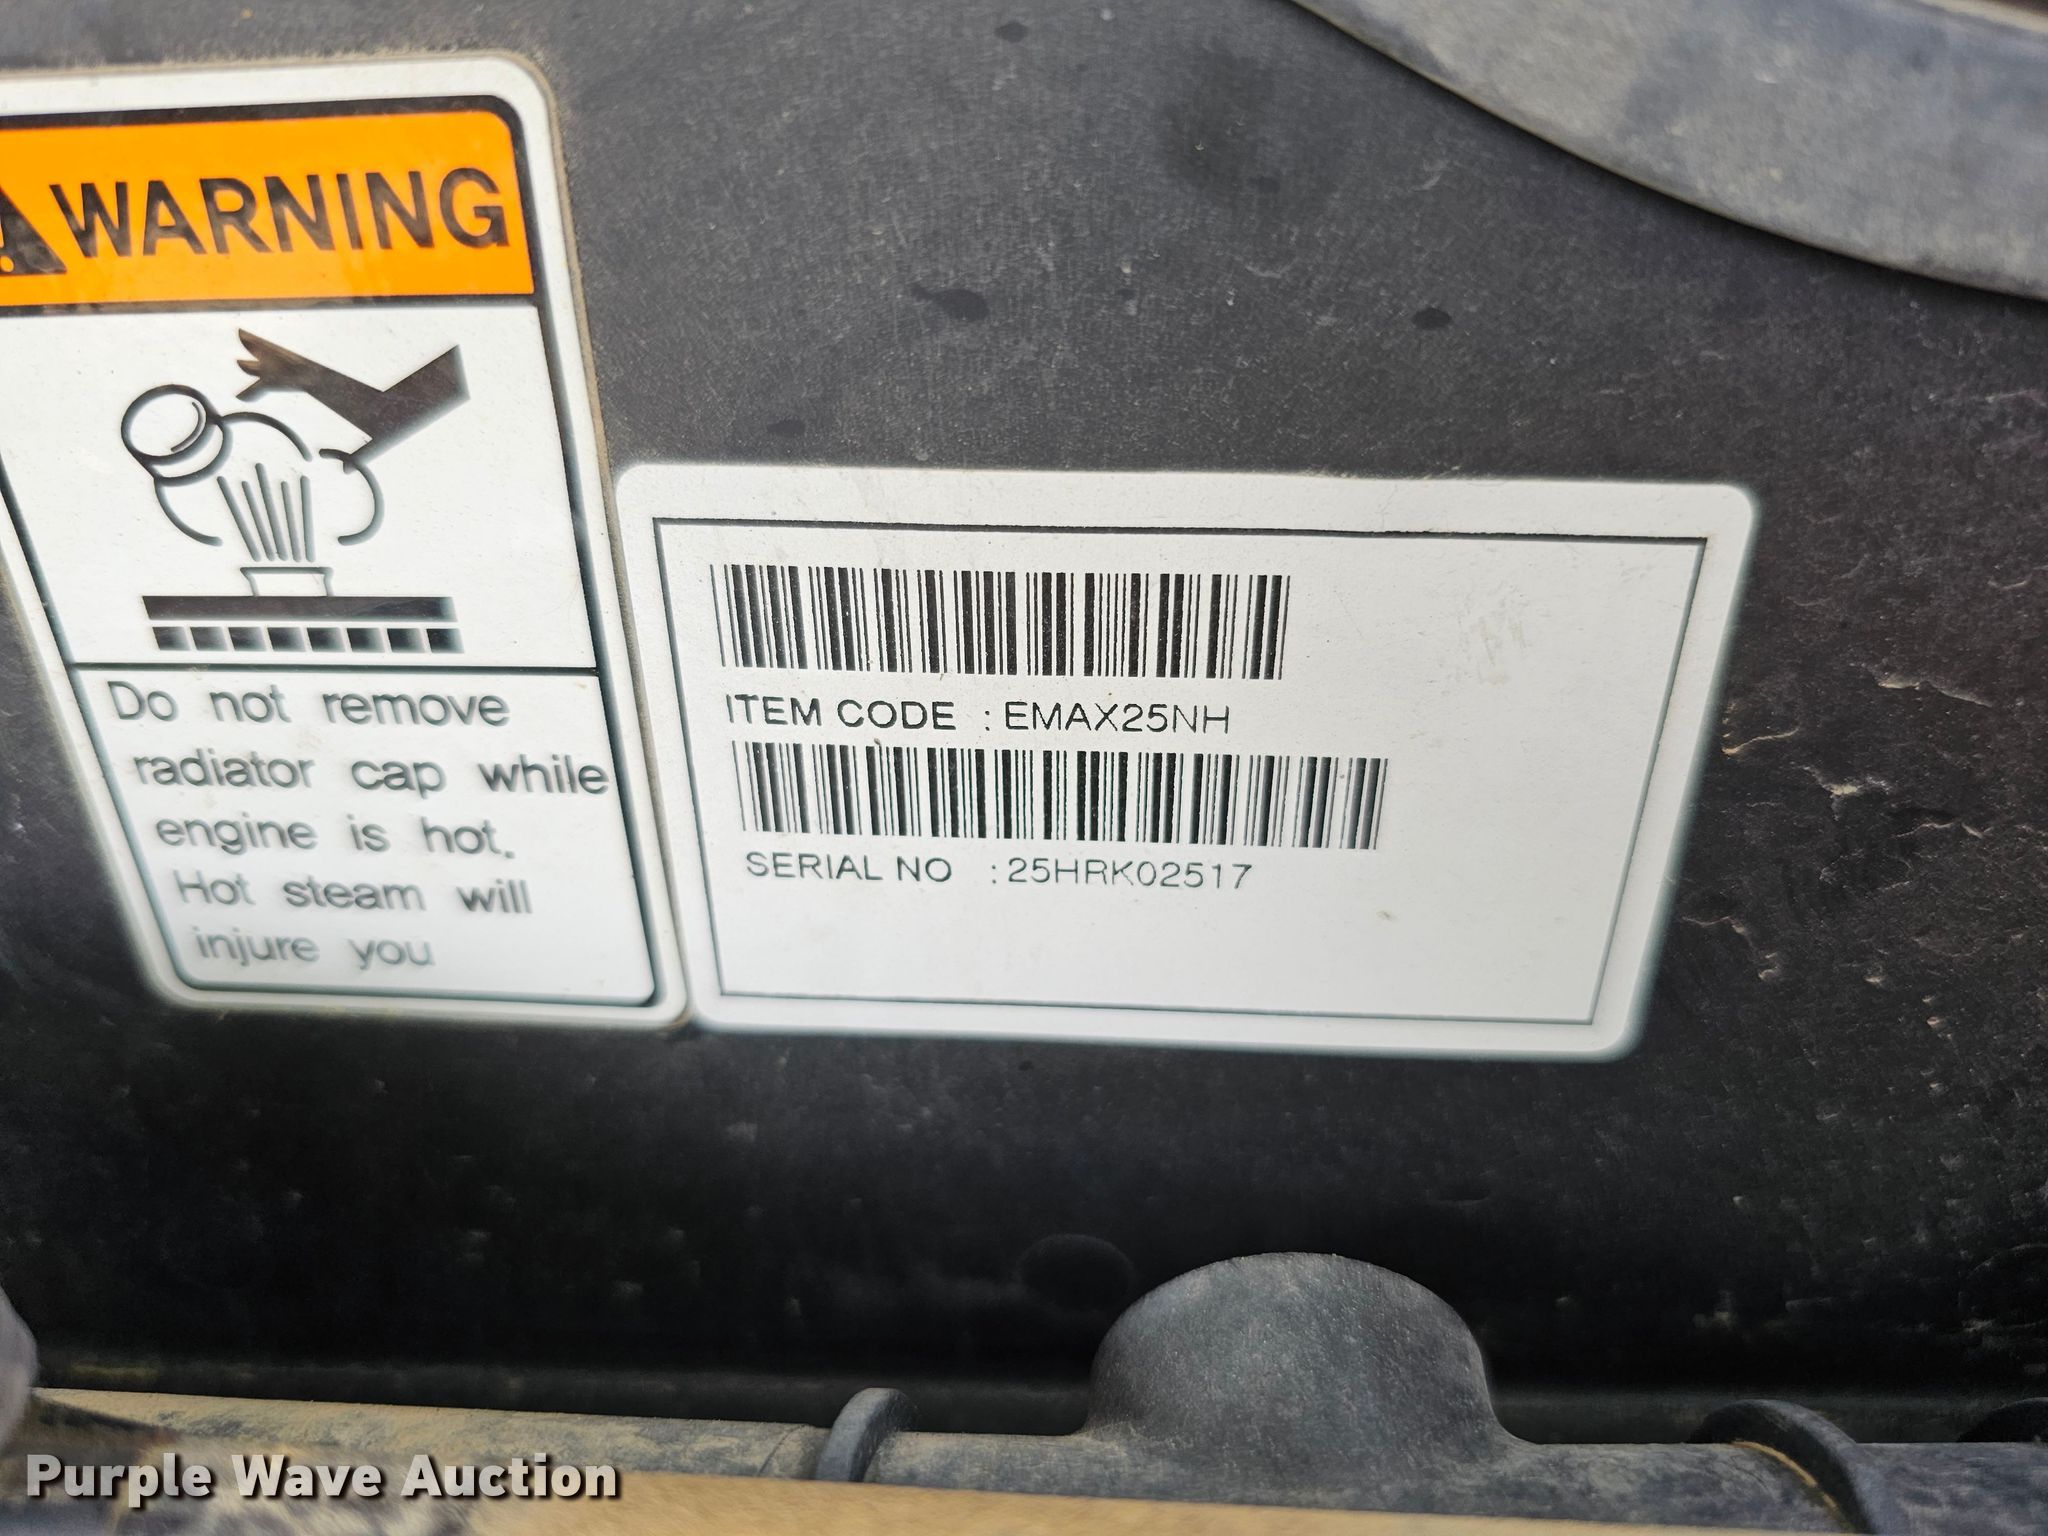 WARNING
Do not remove
radiator cap while
engine is hot.
Hot steam will
injure you
ITEM CODE : EMAX25NH
SERIAL NO : 25HRK02517
Purple Wave Auction